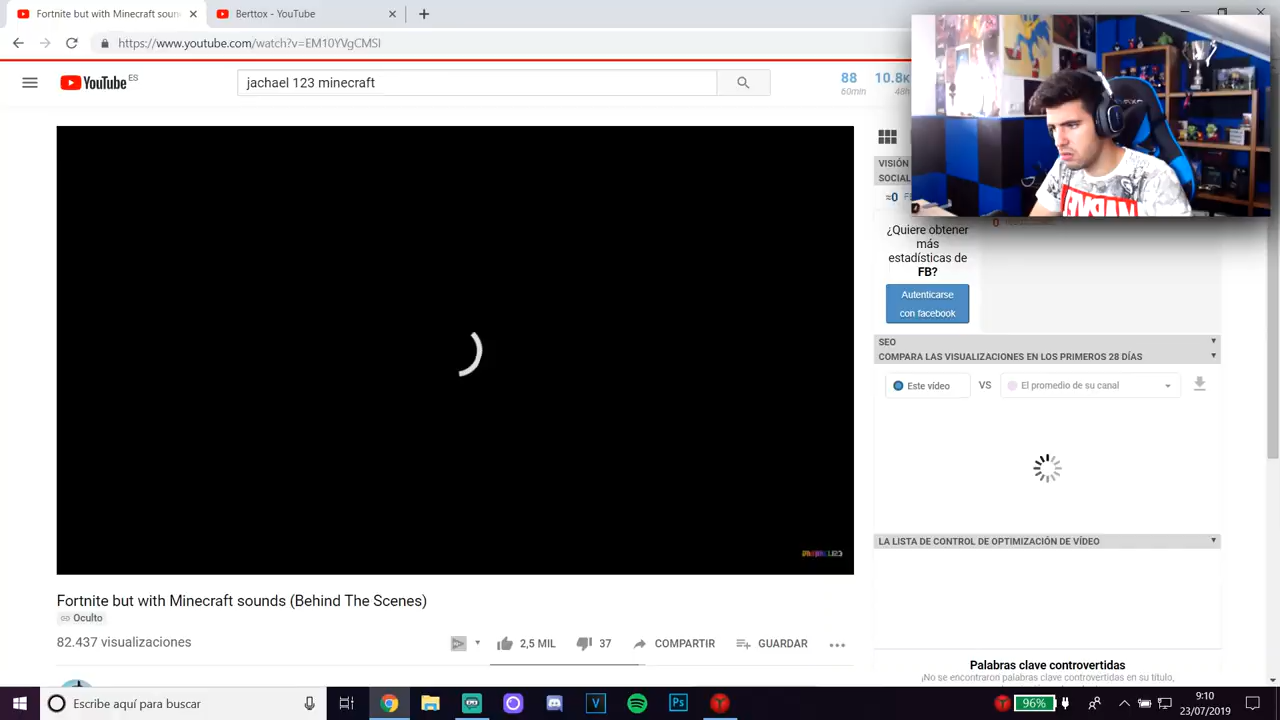 Fortnite but with Minecraft soun
Berttox - YouTube
https://www.youtube.com/watch?v=EM10YVgCMSI
YouTube ES
jachael 123 minecraft
88
60min
10.8K
48h
VISIÓN
SOCIAL
≈0
¿Quiere obtener
más
estadísticas de
FB?
Autenticarse
con facebook
SEO
COMPARA LAS VISUALIZACIONES EN LOS PRIMEROS 28 DÍAS
Este vídeo
VS
El promedio de su canal
LA LISTA DE CONTROL DE OPTIMIZACIÓN DE VÍDEO
Fortnite but with Minecraft sounds (Behind The Scenes)
Oculto
82.437 visualizaciones
2,5 MIL
37
COMPARTIR
GUARDAR
Palabras clave controvertidas
¡No se encontraron palabras clave controvertidas en su título,
Escribe aquí para buscar
96%
9:10
23/07/2019